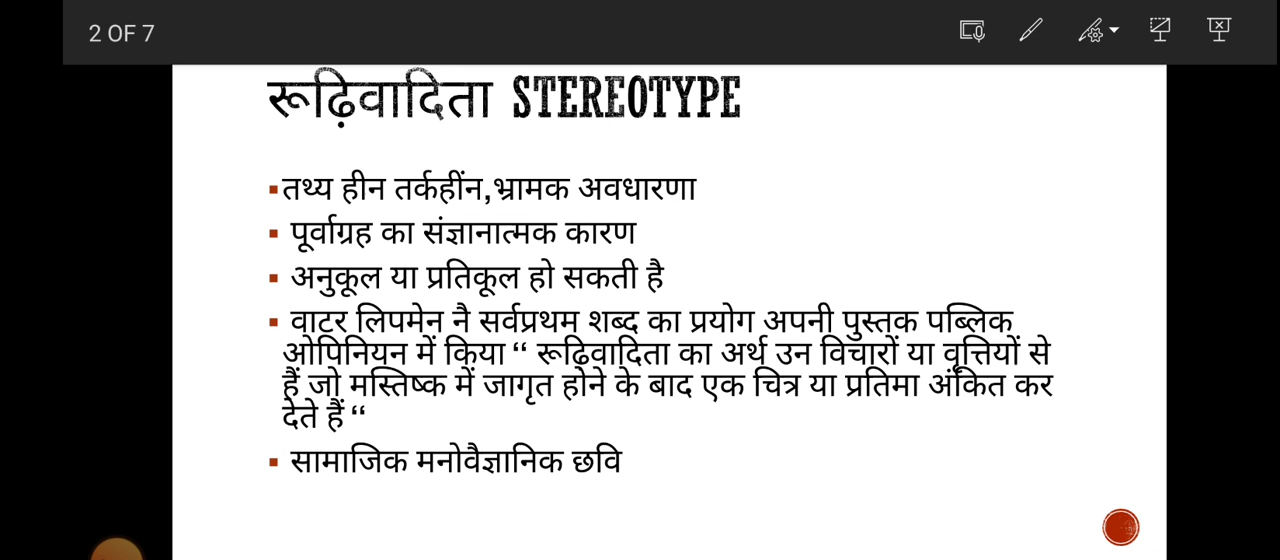 2 OF 7
रूढ़िवादिता STEREOTYPE
▪तथ्य हीन तर्कहींन,भ्रामक अवधारणा
▪ पूर्वाग्रह का संज्ञानात्मक कारण
▪ अनुकूल या प्रतिकूल हो सकती है
▪ वाटर लिपमेन नै सर्वप्रथम शब्द का प्रयोग अपनी पुस्तक पब्लिक
ओपिनियन में किया “ रूढ़िवादिता का अर्थ उन विचारों या वृत्तियों से
हैं जो मस्तिष्क में जागृत होने के बाद एक चित्र या प्रतिमा अंकित कर
देते हैं “
▪ सामाजिक मनोवैज्ञानिक छवि